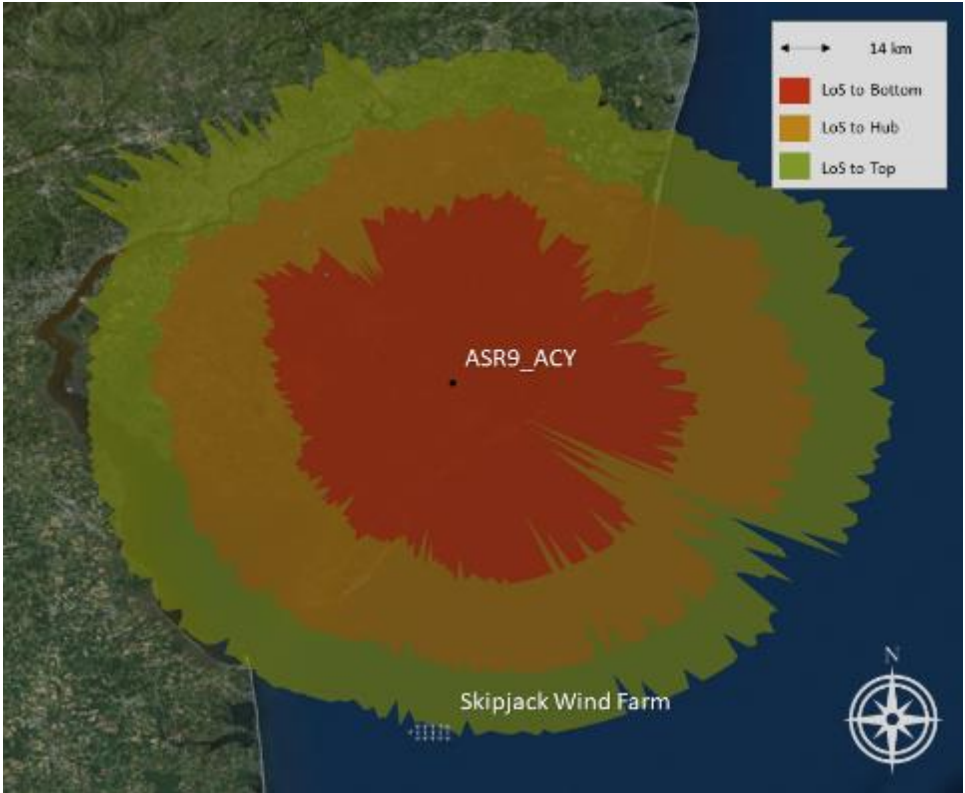 14 km
LoS to Bottom
LoS to Hub
LoS to Top
ASR9_ACY
Skipjack Wind Farm
N